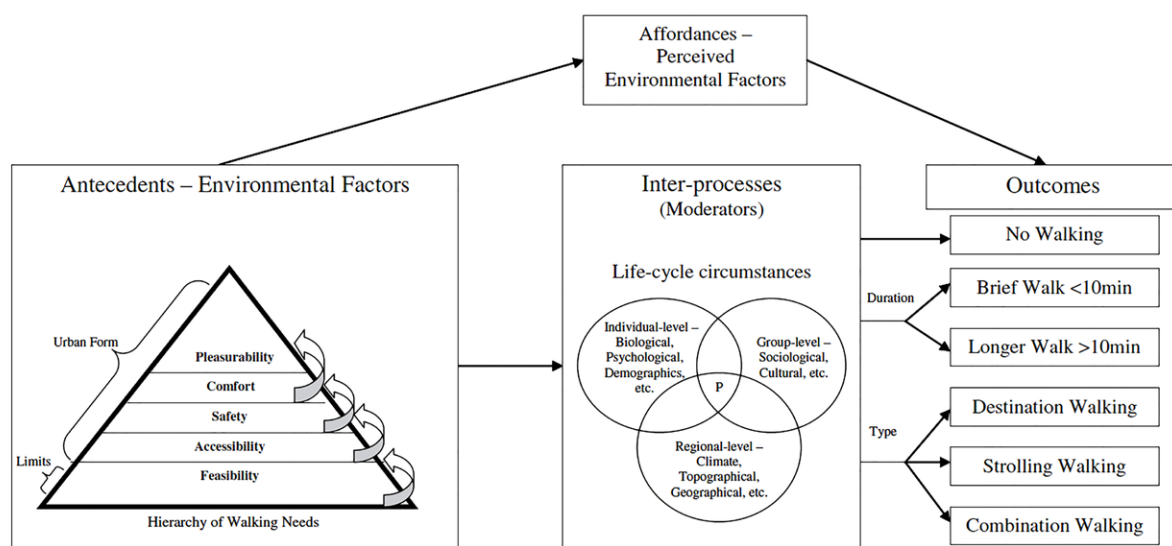 Affordances –
Perceived
Environmental Factors
Antecedents – Environmental Factors
Urban Form
Limits
Pleasurability
Comfort
Safety
Accessibility
Feasibility
Hierarchy of Walking Needs
Inter-processes
(Moderators)
Life-cycle circumstances
Individual-level –
Biological,
Psychological,
Demographics,
etc.
Group-level –
Sociological,
Cultural, etc.
P
Regional-level –
Climate,
Topographical,
Geographical, etc.
Outcomes
No Walking
Duration
Brief Walk <10min
Longer Walk >10min
Type
Destination Walking
Strolling Walking
Combination Walking